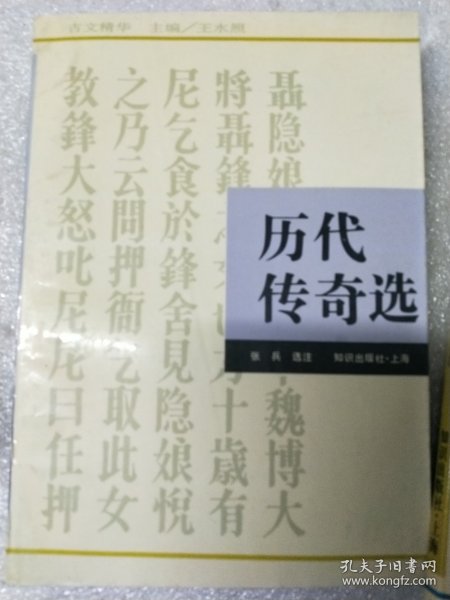 古文精华 主编／王水照
聶隐娘 魏博大
將聶鋒 方十歲有
尼乞食於鋒舍見隐娘悅
之乃云問押衙乞取此女
教鋒大怒叱尼尼曰任押
历代
传奇选
张兵 选注 知识出版社·上海
孔夫子旧书网
www.kongfz.com